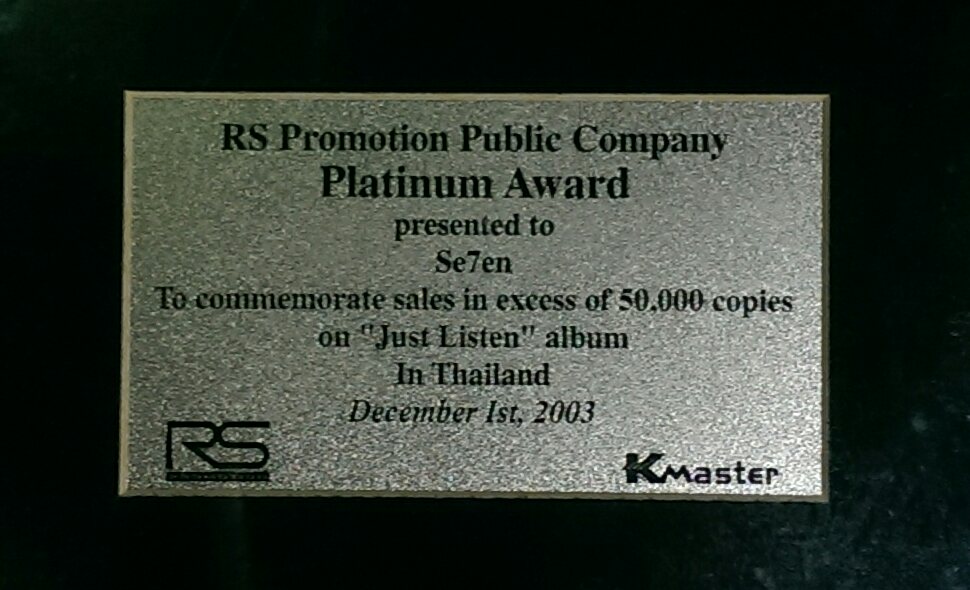 RS Promotion Public Company
Platinum Award
presented to
Se7en
To commemorate sales in excess of 50,000 copies
on "Just Listen" album
In Thailand
December 1st, 2003
RS
PROMOTION
Kmaster